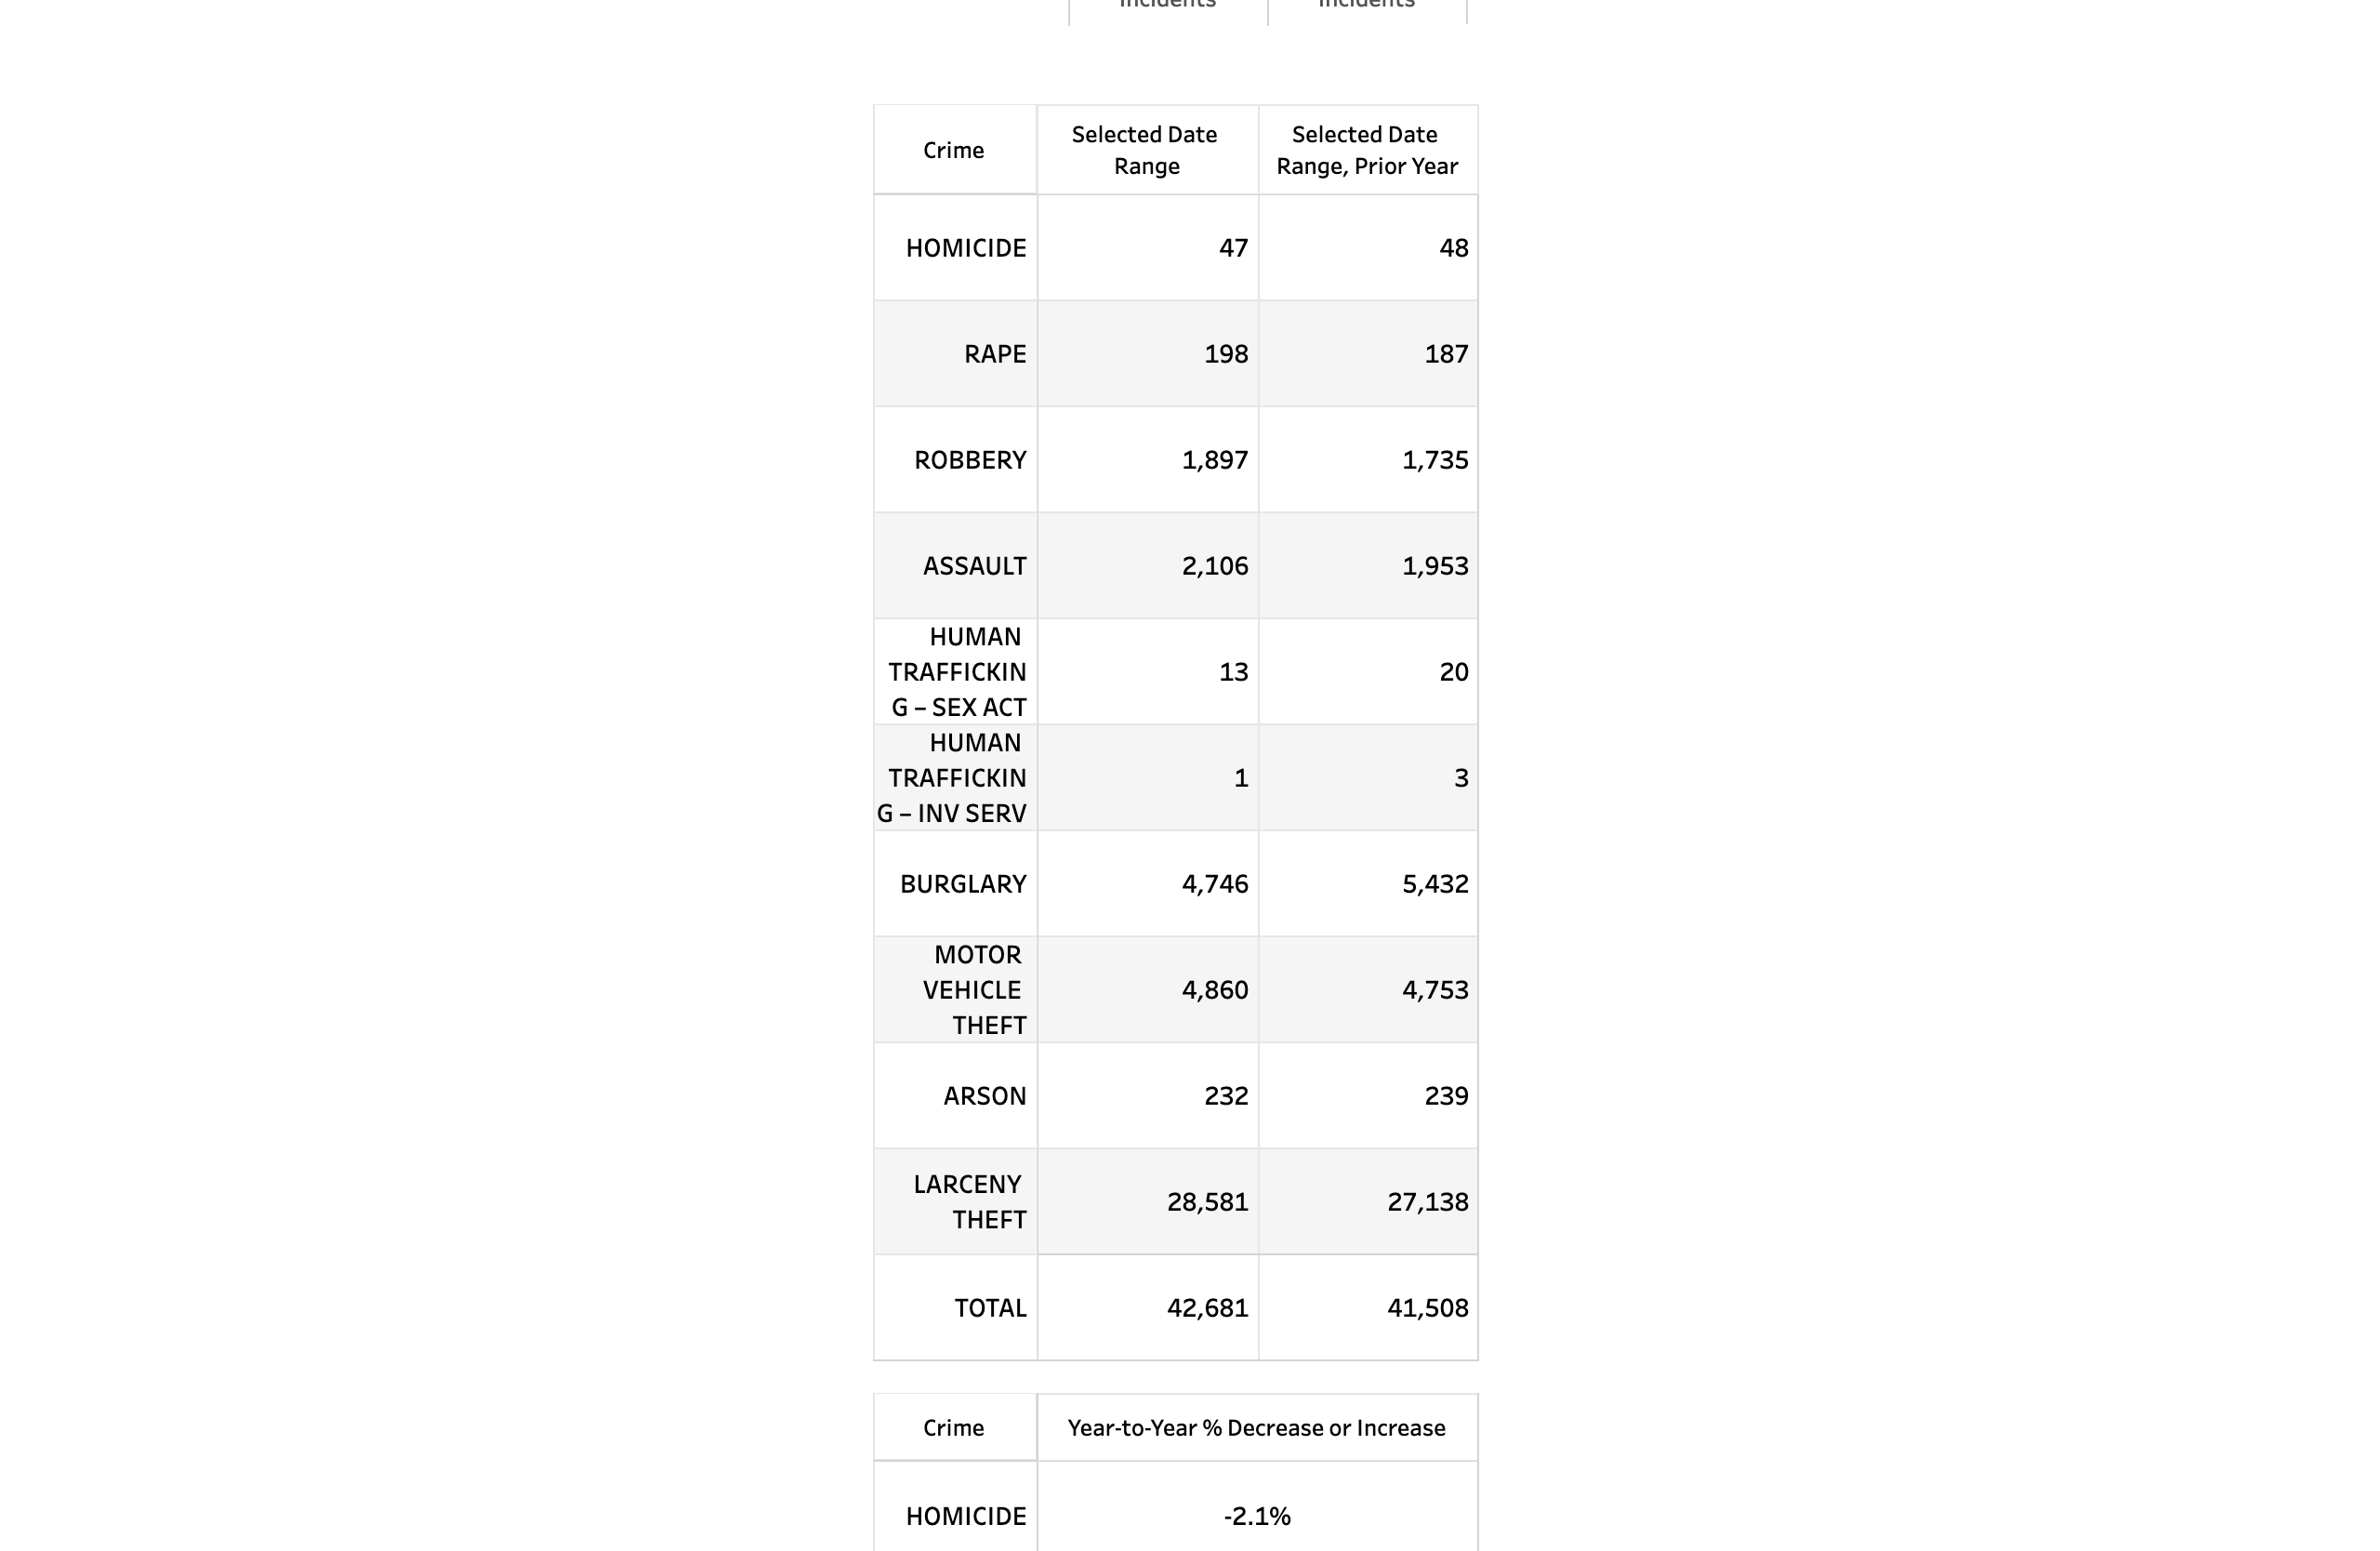 Incidents Incidents
Crime
Selected Date
Range
Selected Date
Range, Prior Year
HOMICIDE 47 48
RAPE 198 187
ROBBERY 1,897 1,735
ASSAULT 2,106 1,953
HUMAN
TRAFFICKIN
G – SEX ACT
13 20
HUMAN
TRAFFICKIN
G – INV SERV
1 3
BURGLARY 4,746 5,432
MOTOR
VEHICLE
THEFT
4,860 4,753
ARSON 232 239
LARCENY
THEFT
28,581 27,138
TOTAL 42,681 41,508
Crime Year-to-Year % Decrease or Increase
HOMICIDE -2.1%